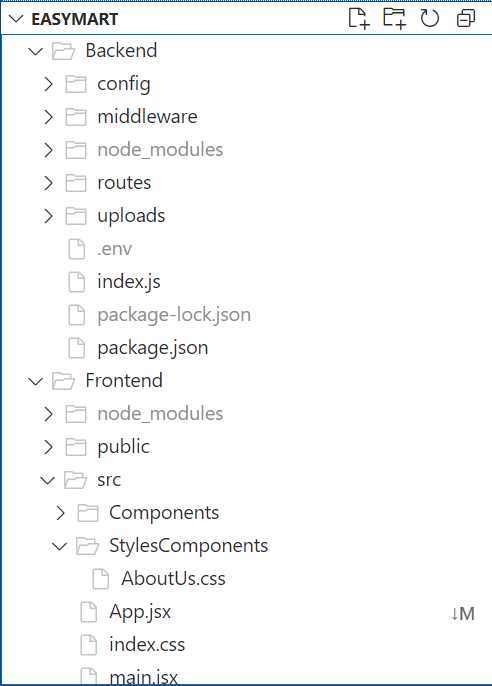 EASYMART
Backend
config
middleware
node_modules
routes
uploads
.env
index.js
package-lock.json
package.json
Frontend
node_modules
public
src
Components
StylesComponents
AboutUs.css
App.jsx ↓M
index.css
main.jsx